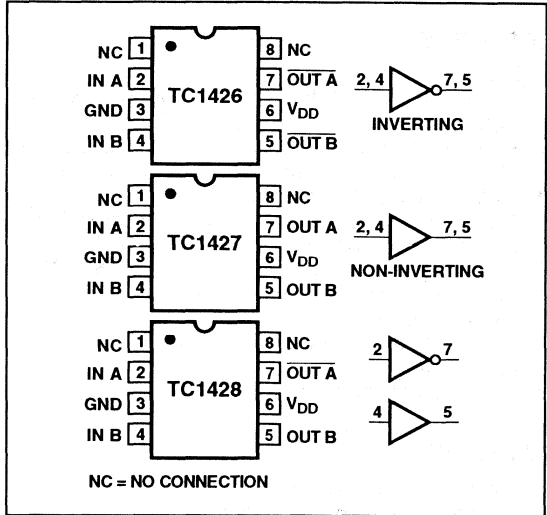 NC 1 8 NC
IN A 2 7 OUT A 2, 4 7, 5
GND 3 TC1426 6 VDD
INVERTING
IN B 4 5 OUT B
NC 1 8 NC
IN A 2 7 OUT A 2, 4 7, 5
GND 3 TC1427 6 VDD
NON-INVERTING
IN B 4 5 OUT B
NC 1 8 NC 2 7
IN A 2 7 OUT A
GND 3 TC1428 6 VDD 4 5
IN B 4 5 OUT B
NC = NO CONNECTION